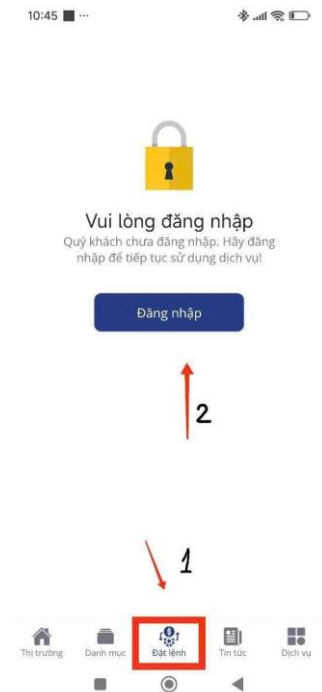 10:45
Vui lòng đăng nhập
Quý khách chưa đăng nhập. Hãy đăng
nhập để tiếp tục sử dụng dịch vụ!
Đăng nhập
2
1
Thị trường Danh mục Đặt lệnh Tin tức Dịch vụ